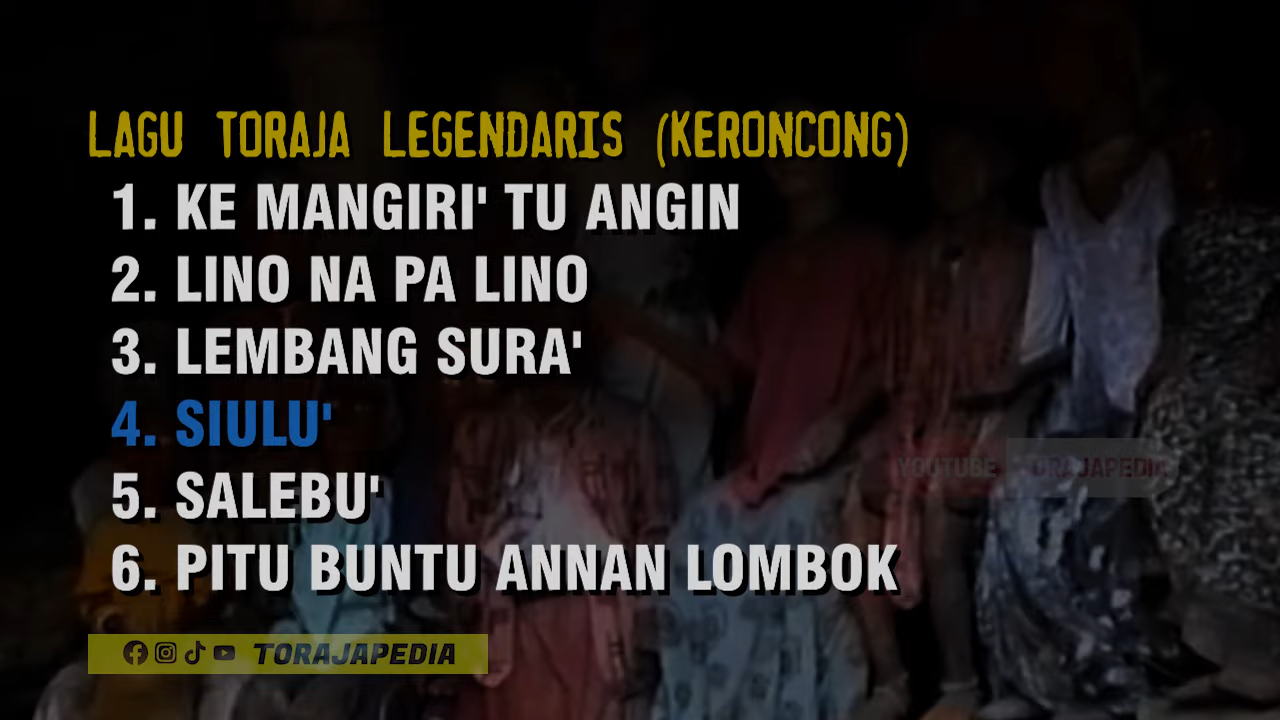 LAGU TORAJA LEGENDARIS (KERONCONG)
1. KE MANGIRI' TU ANGIN
2. LINO NA PA LINO
3. LEMBANG SURA'
4. SIULU'
5. SALEBU'
6. PITU BUNTU ANNAN LOMBOK
YOUTUBE TORAJAPEDIA
TORAJAPEDIA